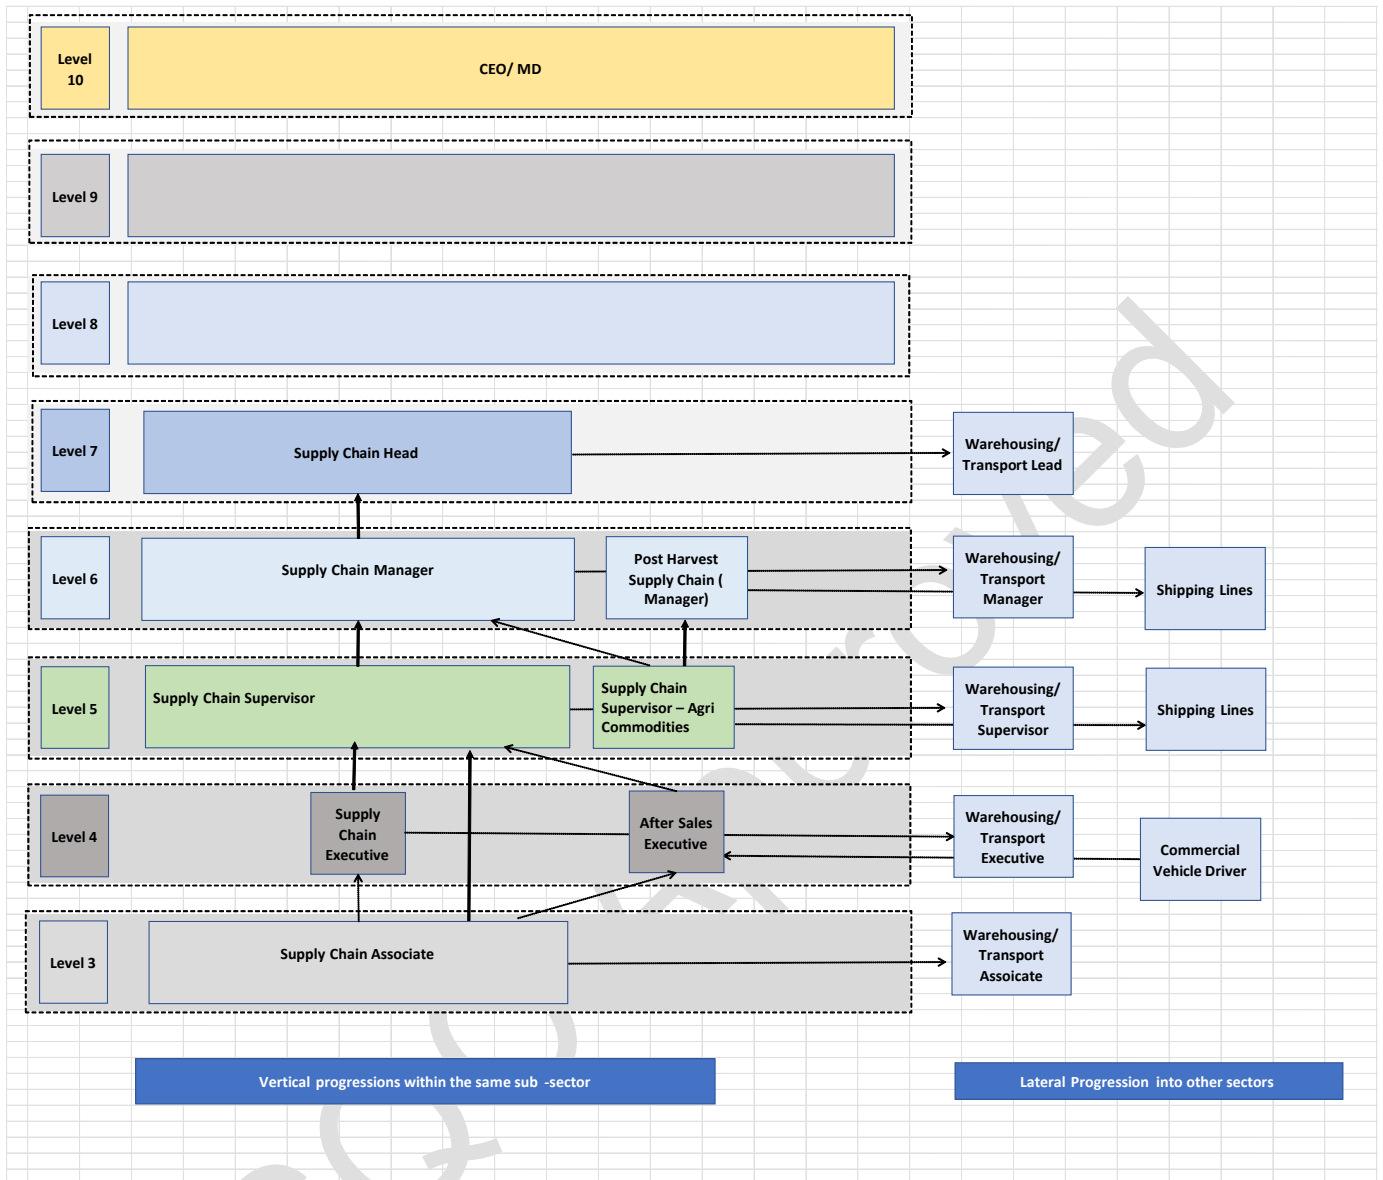 Level
10
CEO/ MD
Level 9
Level 8
Level 7
Supply Chain Head
Warehousing/
Transport Lead
Level 6
Supply Chain Manager
Post Harvest
Supply Chain (
Manager)
Warehousing/
Transport
Manager
Shipping Lines
Level 5
Supply Chain Supervisor
Supply Chain
Supervisor – Agri
Commodities
Warehousing/
Transport
Supervisor
Shipping Lines
Level 4
Supply
Chain
Executive
After Sales
Executive
Warehousing/
Transport
Executive
Commercial
Vehicle Driver
Level 3
Supply Chain Associate
Warehousing/
Transport
Assoicate
Vertical progressions within the same sub -sector
Lateral Progression into other sectors